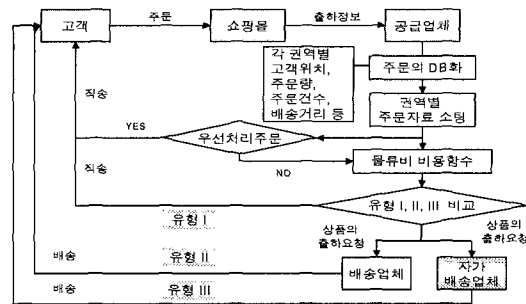 고객
주문
쇼핑몰
출하정보
공급업체
각 권역별
고객위치,
주문량,
주문건수,
배송거리 등
주문의 DB화
권역별
주문자료 소팅
직송
YES
우선처리주문
NO
물류비 비용함수
직송
유형 I, II, III 비교
유형 I
상품의
출하요청
상품의
출하요청
배송
유형 II
배송업체
자가
배송업체
배송
유형 III